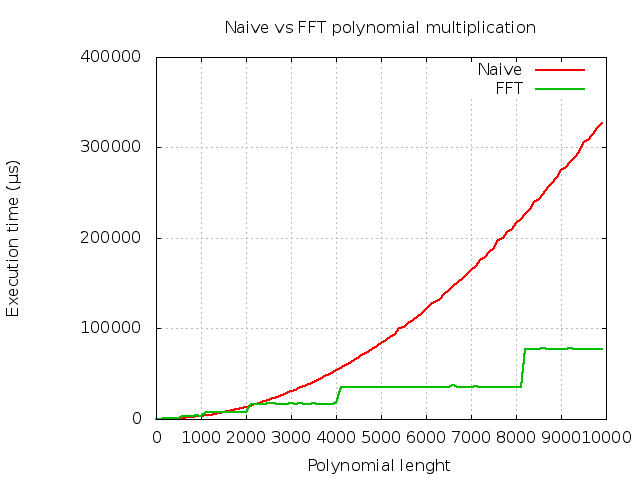 Naive vs FFT polynomial multiplication
400000
300000
200000
100000
0
Execution time (µs)
Naive
FFT
0 1000 2000 3000 4000 5000 6000 7000 8000 9000 10000
Polynomial lenght